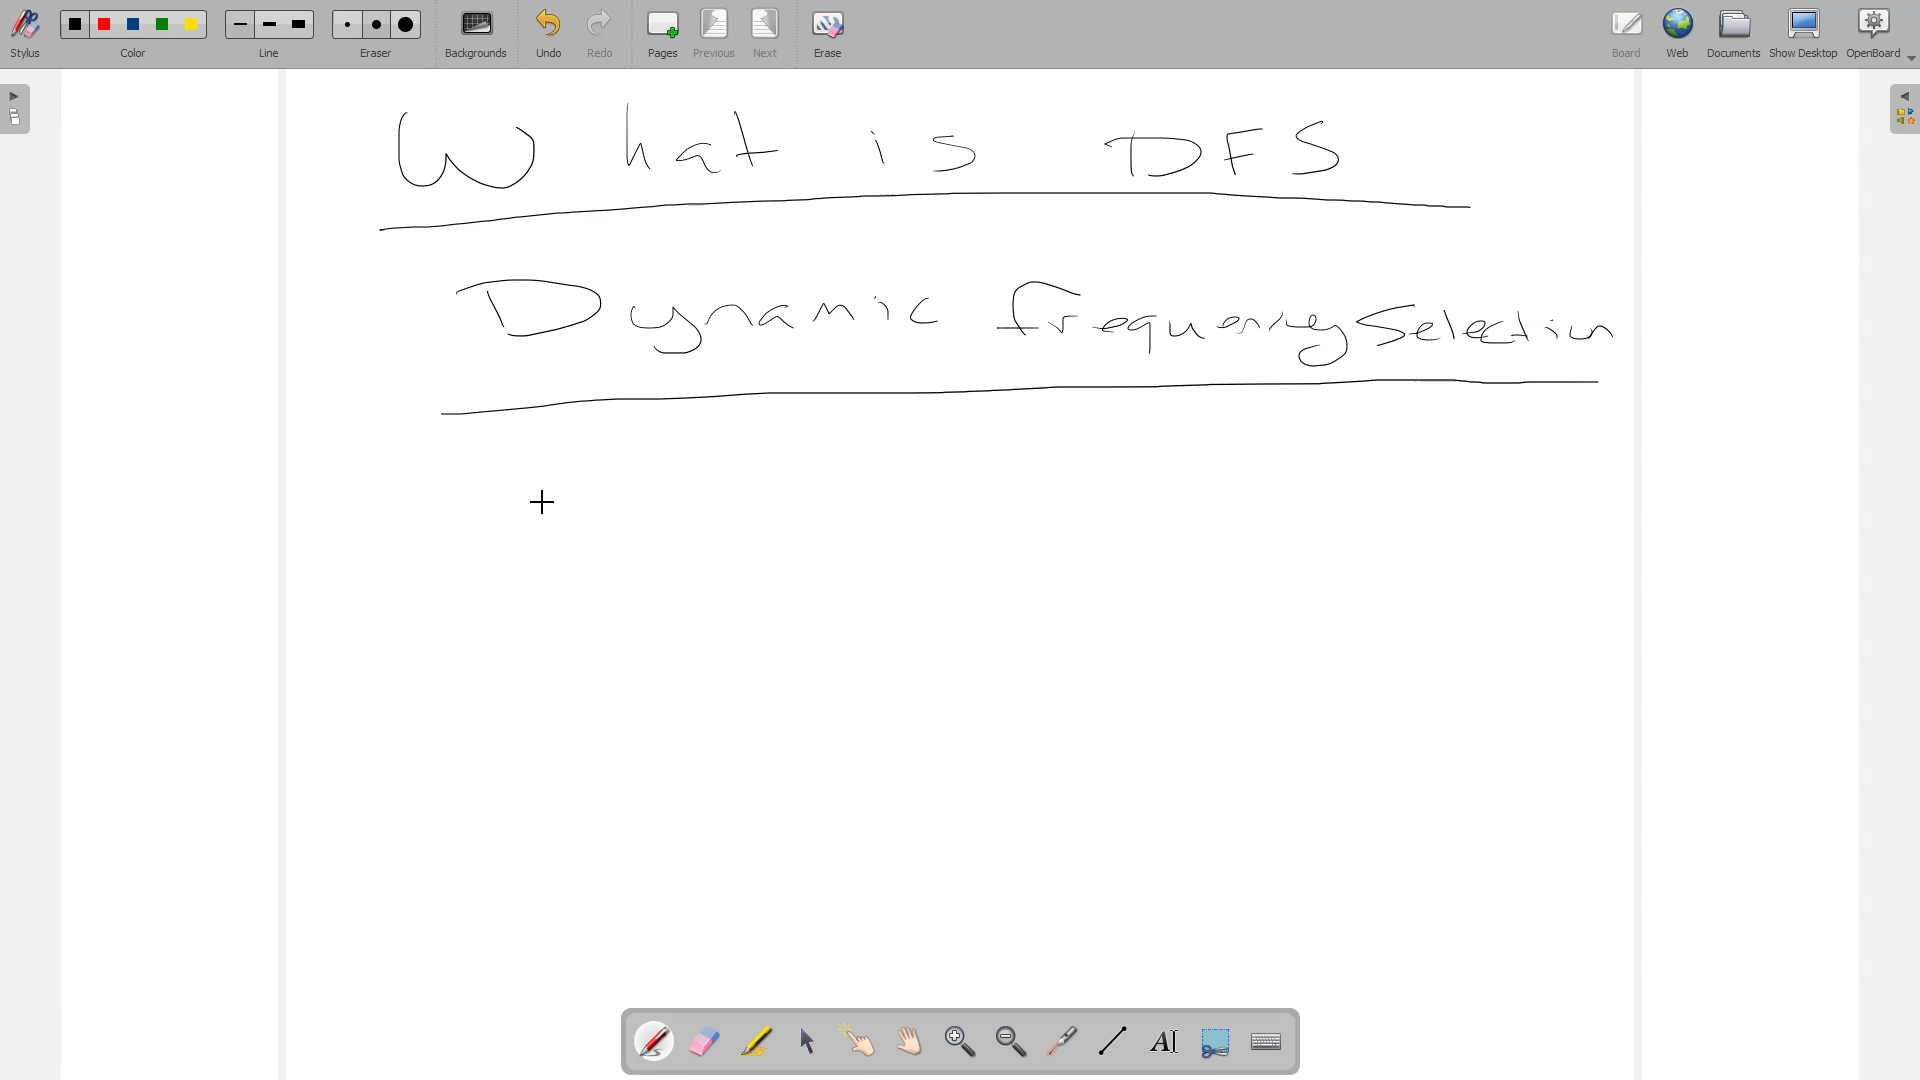 Stylus Color Line Eraser Backgrounds Undo Redo Pages Previous Next Erase Board Web Documents Show Desktop OpenBoard
What is DFS
Dynamic frequency Selection